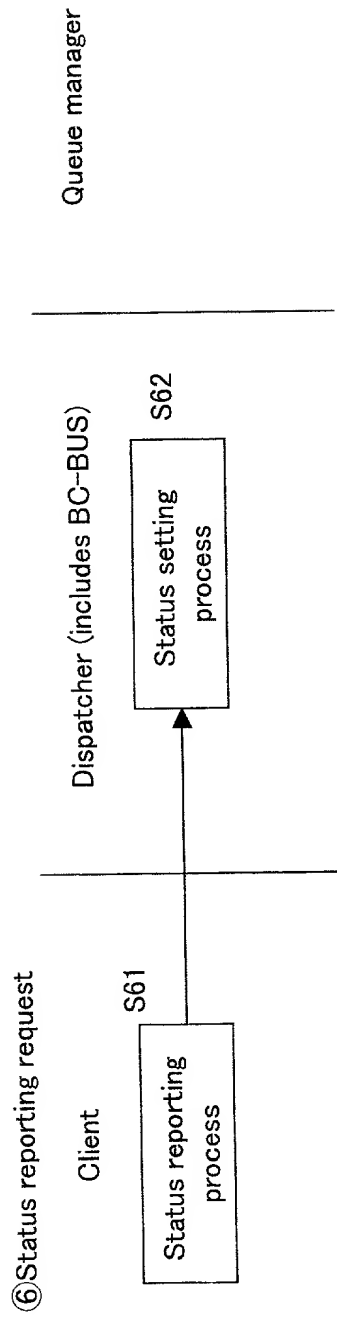 ⑥Status reporting request
Client
Dispatcher (includes BC-BUS)
Queue manager
S61
Status reporting
process
S62
Status setting
process